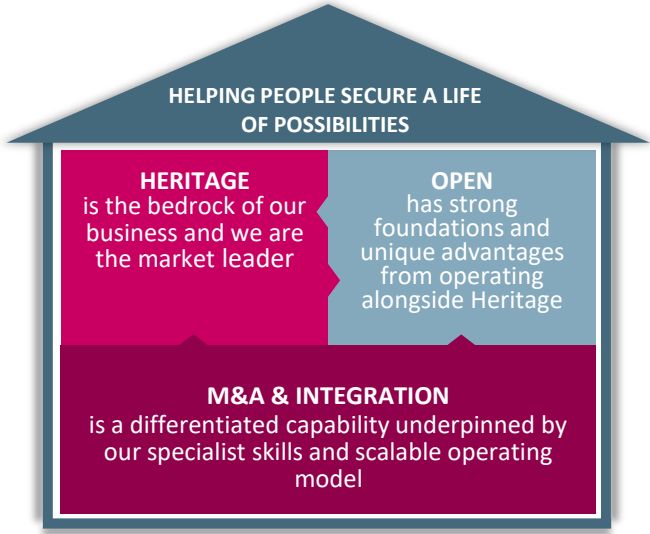 HELPING PEOPLE SECURE A LIFE
OF POSSIBILITIES
HERITAGE
is the bedrock of our
business and we are
the market leader
OPEN
has strong
foundations and
unique advantages
from operating
alongside Heritage
M&A & INTEGRATION
is a differentiated capability underpinned by
our specialist skills and scalable operating
model